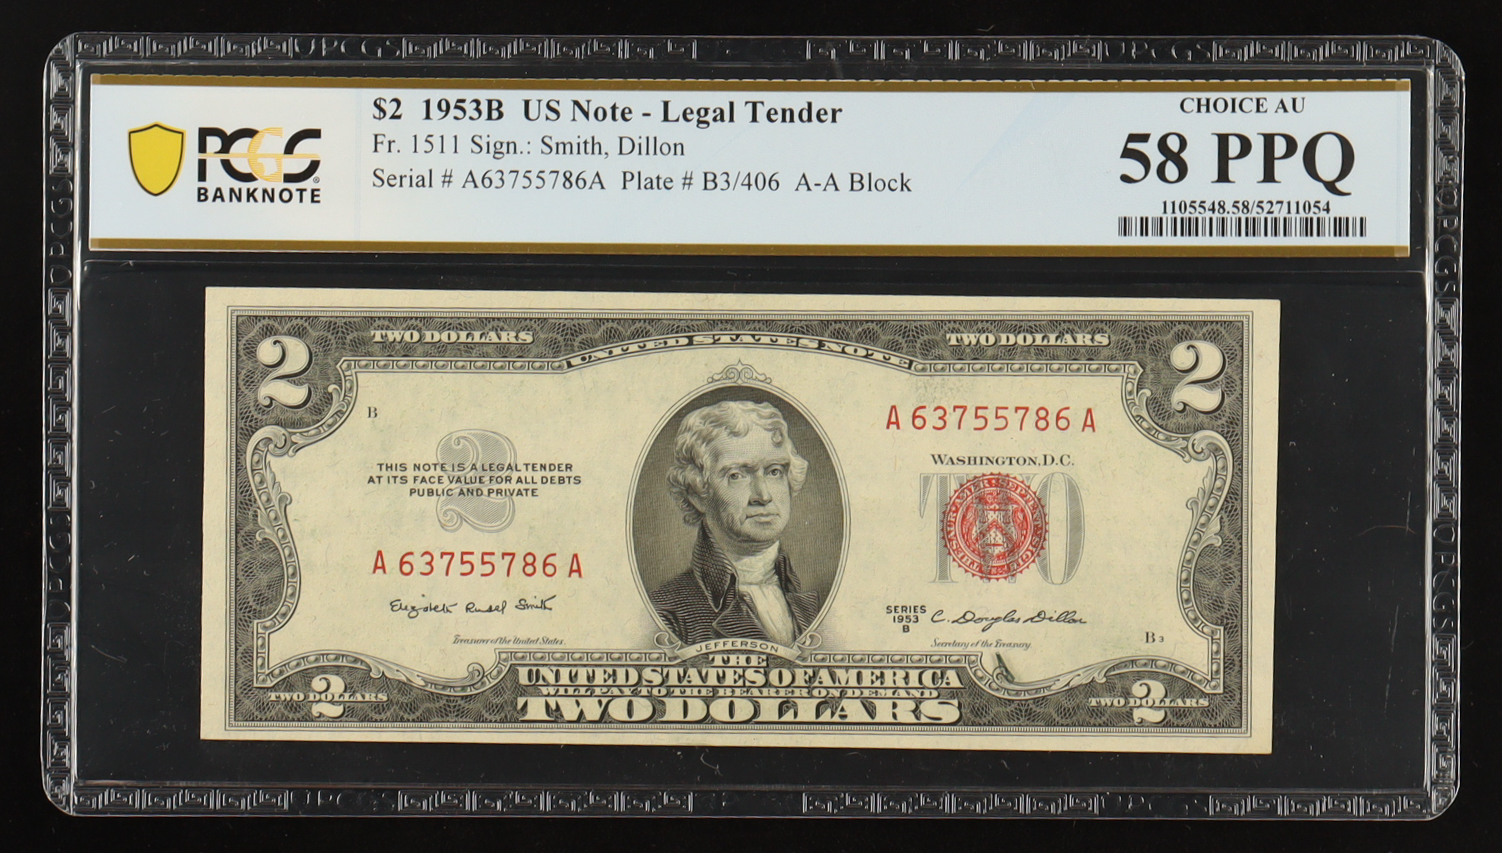 PCGS
BANKNOTE
$2 1953B US Note - Legal Tender
Fr. 1511 Sign.: Smith, Dillon
Serial # A63755786A Plate # B3/406 A-A Block
CHOICE AU
58 PPQ
1105548.58/52711054
2 TWO DOLLARS UNITED STATES NOTE TWO DOLLARS 2
B
A 63755786 A
2
THIS NOTE IS A LEGAL TENDER
AT ITS FACE VALUE FOR ALL DEBTS
PUBLIC AND PRIVATE
WASHINGTON, D.C.
TWO
A 63755786 A
Elizabeth Rudel Smith
Treasurer of the United States.
SERIES
1953
B
C. Douglas Dillon
Secretary of the Treasury.
B 3
JEFFERSON
THE
UNITED STATES OF AMERICA
WILL PAY TO THE BEARER ON DEMAND
TWO DOLLARS
TWO DOLLARS
2
TWO DOLLARS
2